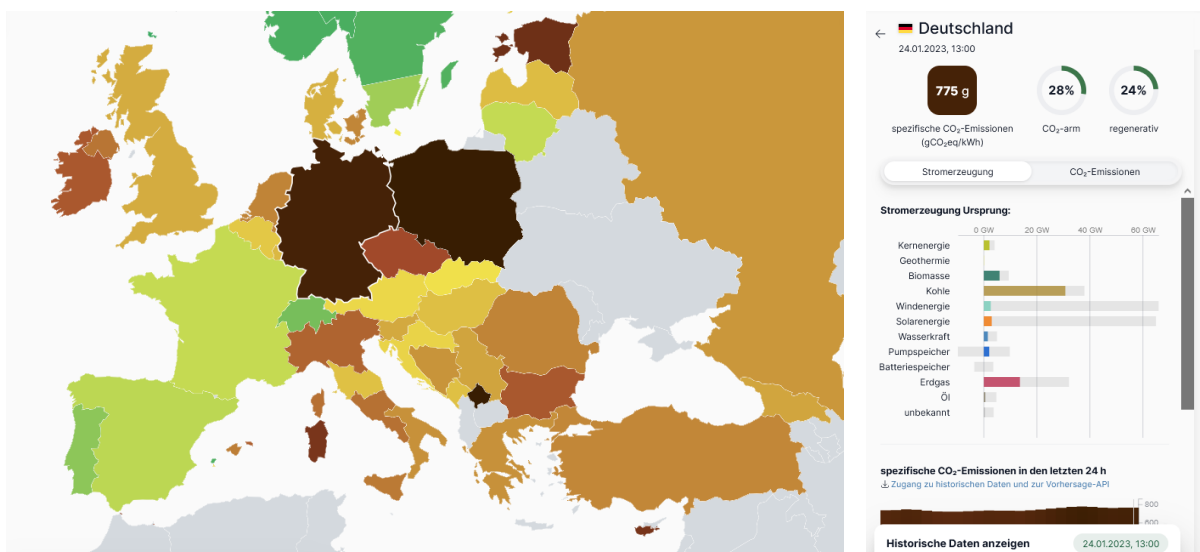 Deutschland
24.01.2023, 13:00
775 g
28%
24%
spezifische CO₂-Emissionen
(gCO₂eq/kWh)
CO₂-arm
regenerativ
Stromerzeugung
CO₂-Emissionen
Stromerzeugung Ursprung:
0 GW 20 GW 40 GW 60 GW
Kernenergie
Geothermie
Biomasse
Kohle
Windenergie
Solarenergie
Wasserkraft
Pumpspeicher
Batteriespeicher
Erdgas
Öl
unbekannt
spezifische CO₂-Emissionen in den letzten 24 h
Zugang zu historischen Daten und zur Vorhersage-API
800
600
Historische Daten anzeigen
24.01.2023, 13:00